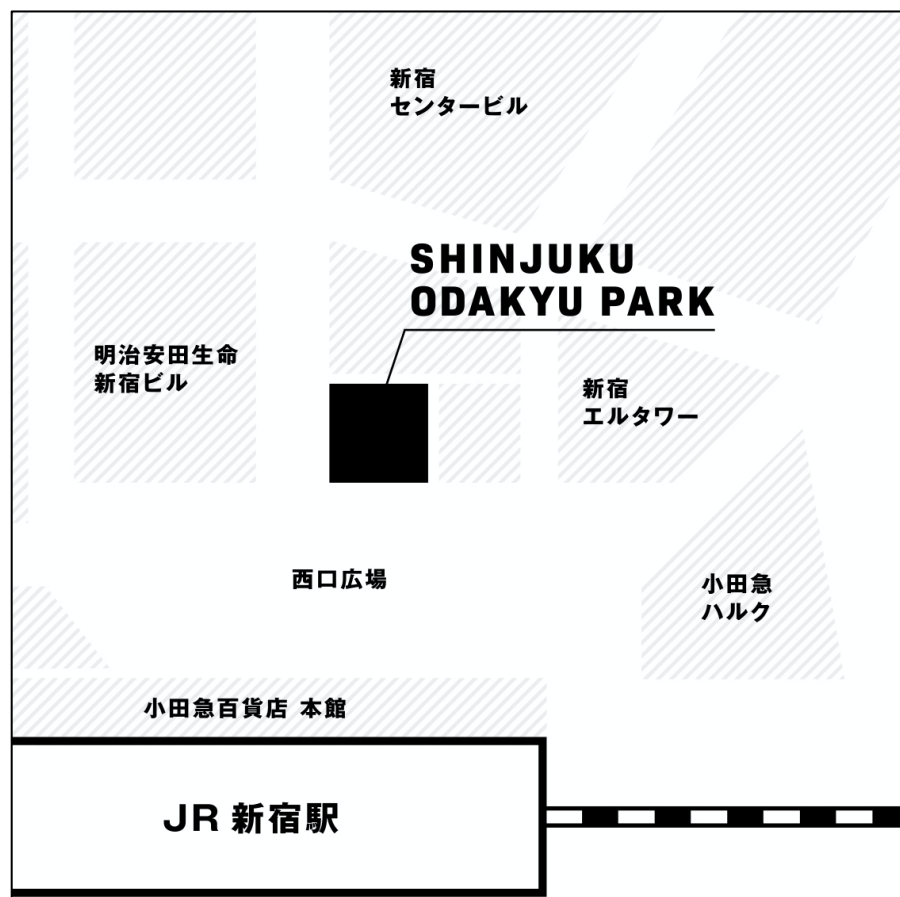 新宿
センタービル
SHINJUKU
ODAKYU PARK
明治安田生命
新宿ビル
新宿
エルタワー
西口広場
小田急
ハルク
小田急百貨店 本館
JR 新宿駅